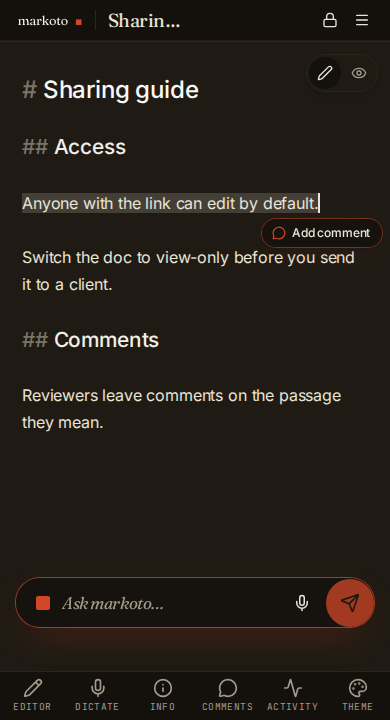 markoto
Sharin...
# Sharing guide
## Access
Anyone with the link can edit by default.
Add comment
Switch the doc to view-only before you send
it to a client.
## Comments
Reviewers leave comments on the passage
they mean.
Ask markoto...
EDITOR DICTATE INFO COMMENTS ACTIVITY THEME